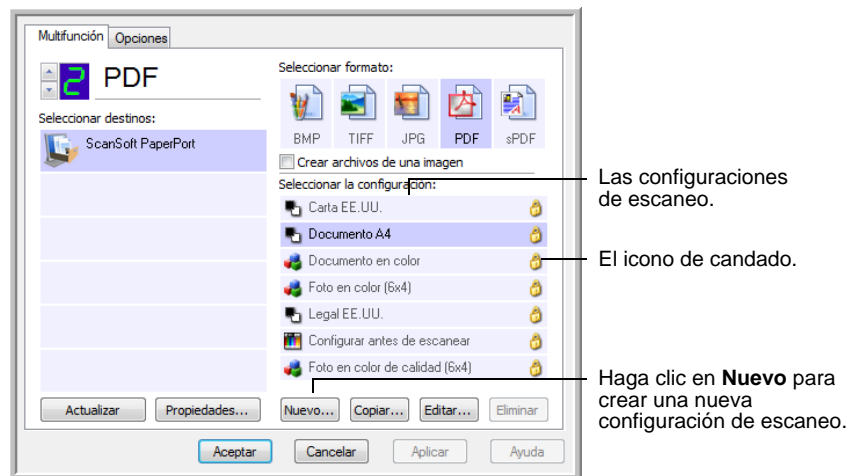 Multifunción Opciones
2 PDF
Seleccionar destinos:
ScanSoft PaperPort
Seleccionar formato:
BMP TIFF JPG PDF sPDF
Crear archivos de una imagen
Seleccionar la configuración:
Carta EE.UU.
Documento A4
Documento en color
Foto en color (6x4)
Legal EE.UU.
Configurar antes de escanear
Foto en color de calidad (6x4)
Actualizar Propiedades... Nuevo... Copiar... Editar... Eliminar
Aceptar Cancelar Aplicar Ayuda
Las configuraciones
de escaneo.
El icono de candado.
Haga clic en Nuevo para
crear una nueva
configuración de escaneo.